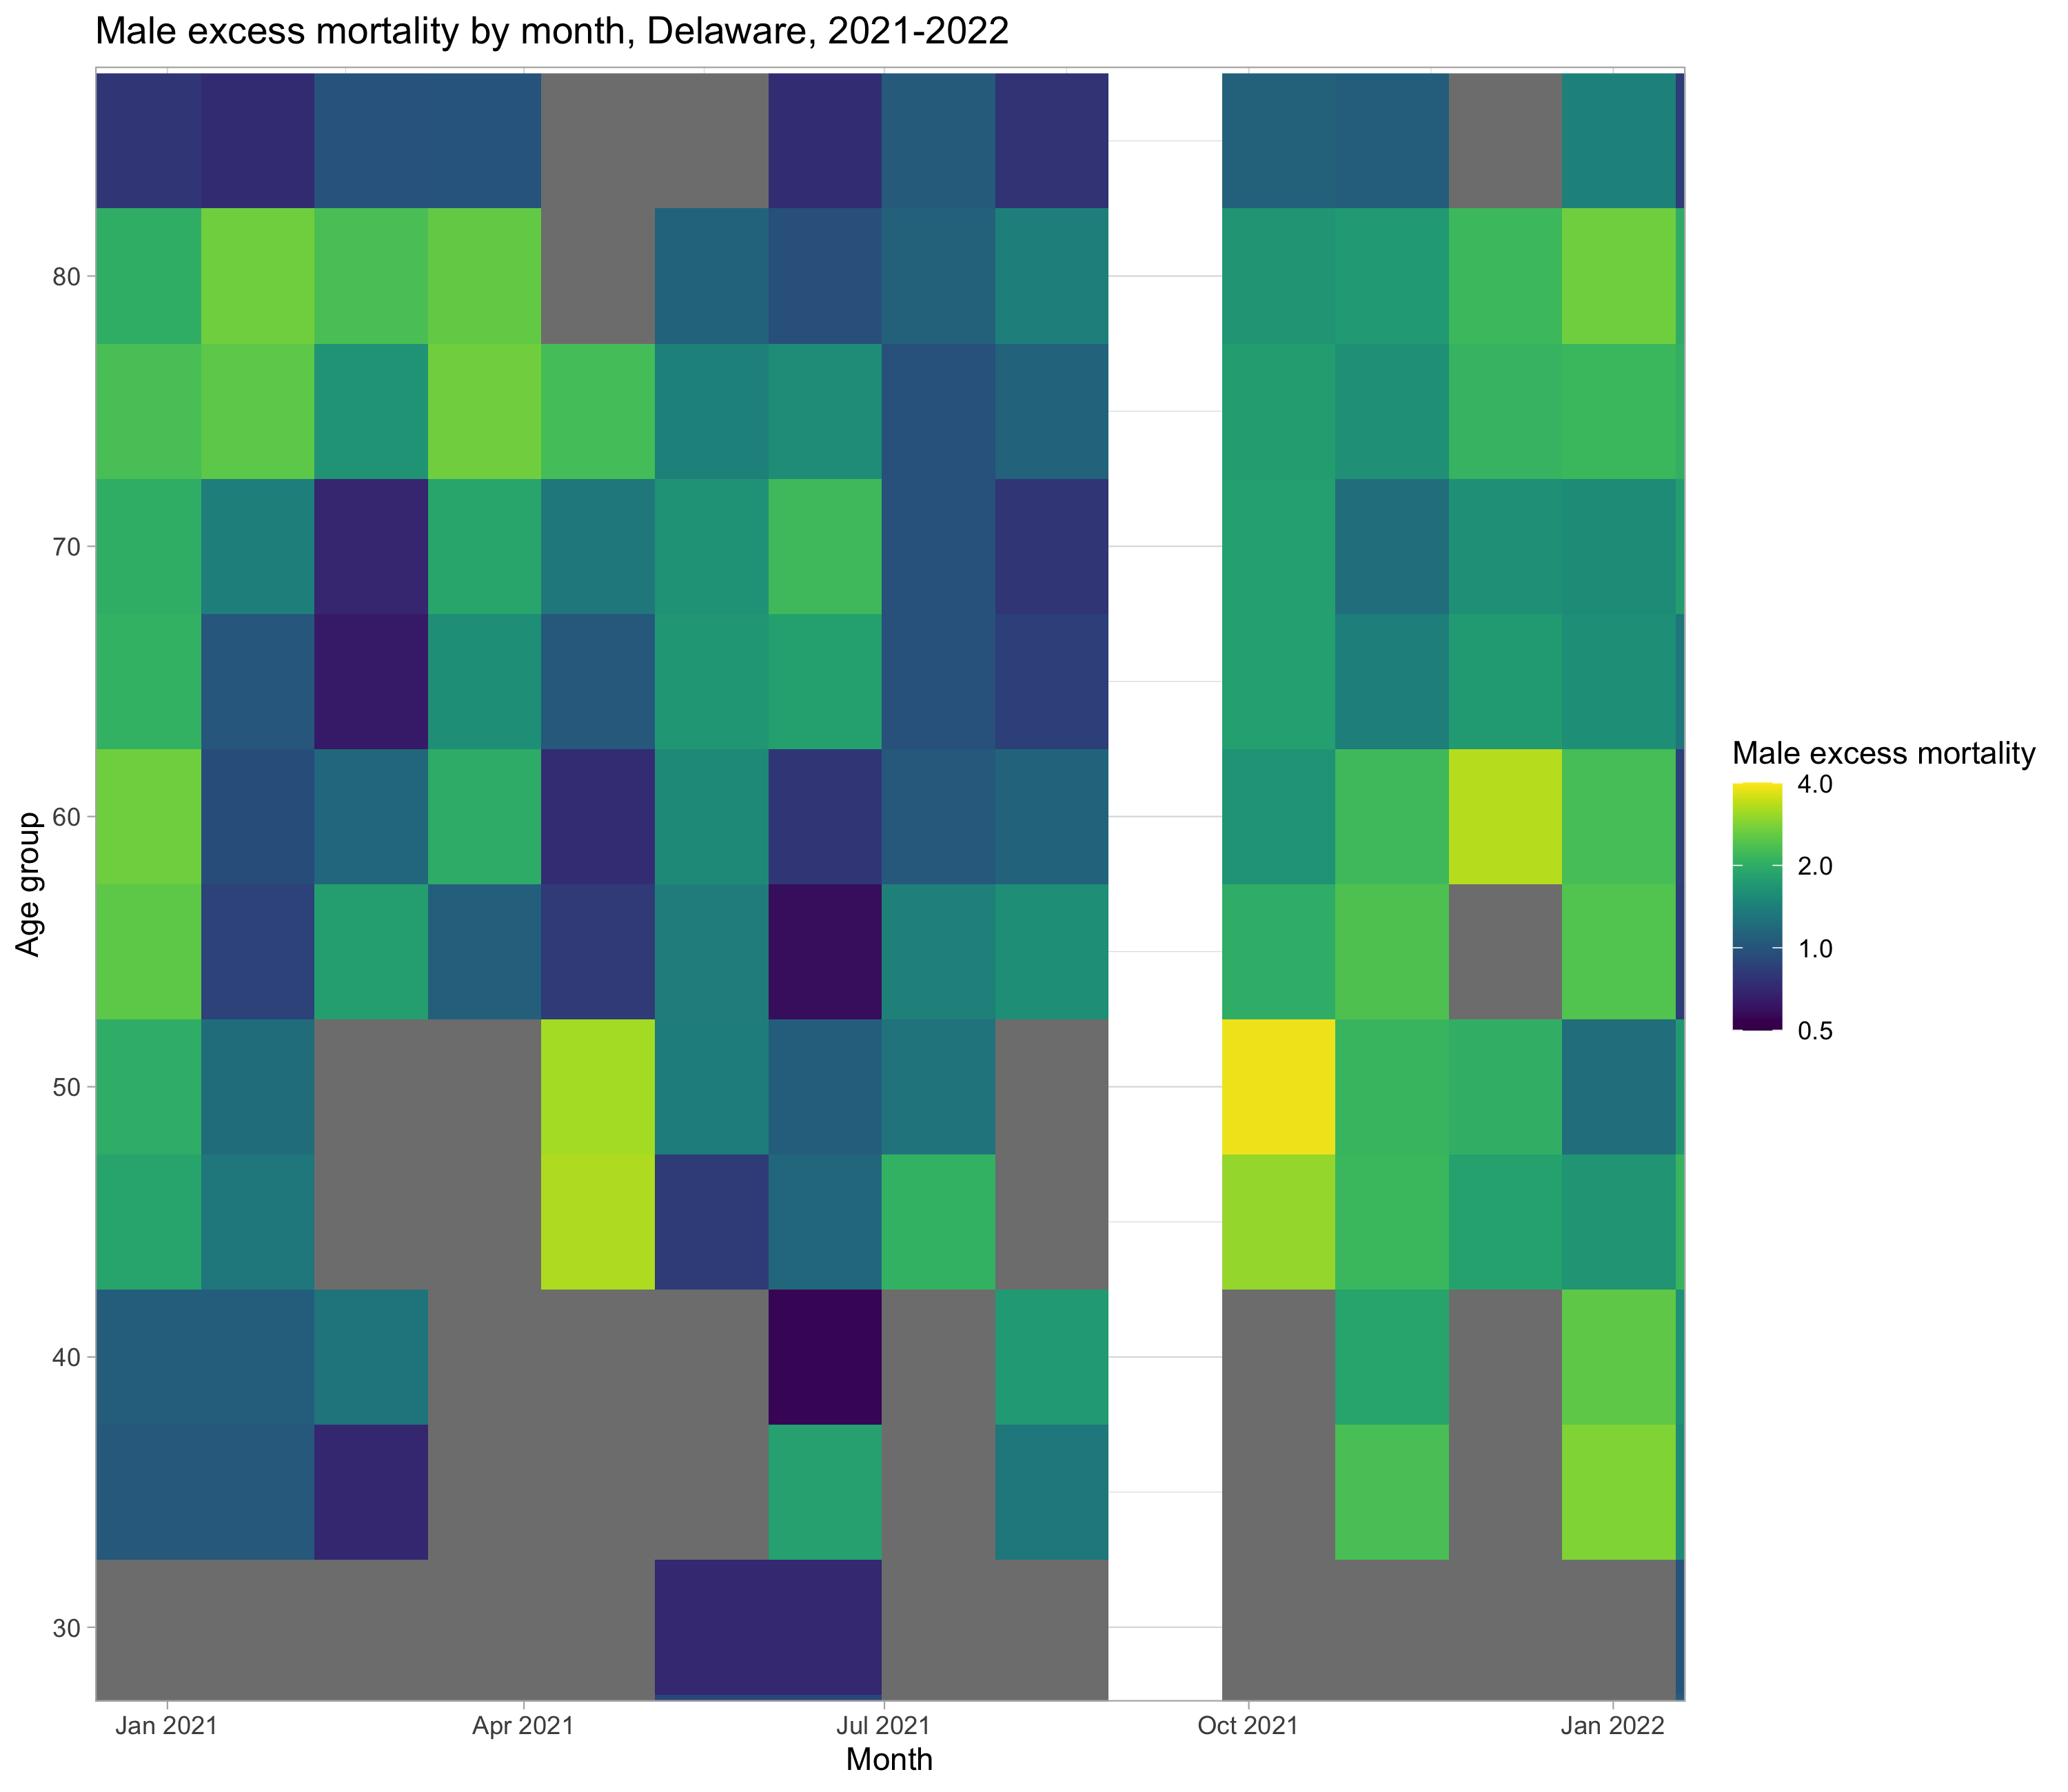 Male excess mortality by month, Delaware, 2021-2022
80
70
60
50
40
30
Age group
Jan 2021
Apr 2021
Jul 2021
Oct 2021
Jan 2022
Month
Male excess mortality
4.0
2.0
1.0
0.5